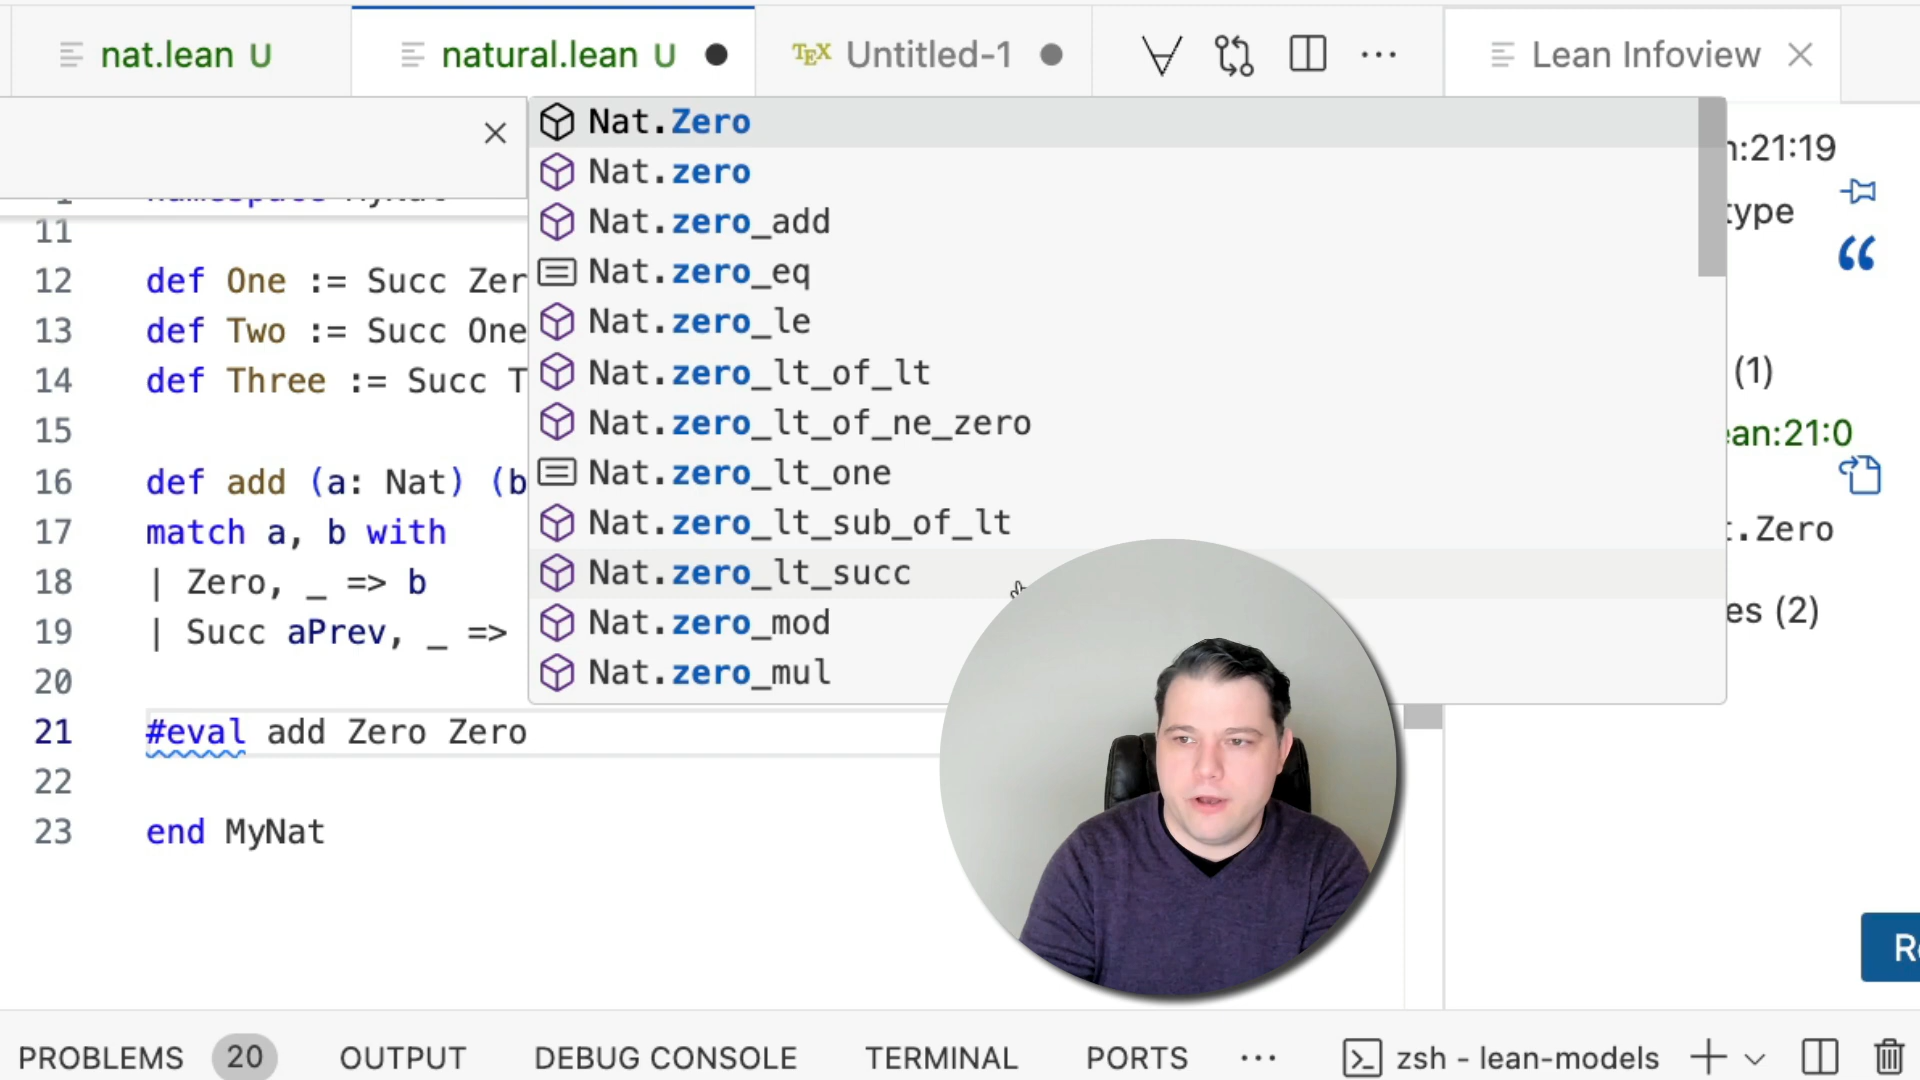 nat.lean U
natural.lean U
TEX Untitled-1
Lean Infoview
11
12 def One := Succ Zer
13 def Two := Succ One
14 def Three := Succ T
15
16 def add (a: Nat) (b
17 match a, b with
18 | Zero, _ => b
19 | Succ aPrev, _ =>
20
21 #eval add Zero Zero
22
23 end MyNat
Nat.Zero
Nat.zero
Nat.zero_add
Nat.zero_eq
Nat.zero_le
Nat.zero_lt_of_lt
Nat.zero_lt_of_ne_zero
Nat.zero_lt_one
Nat.zero_lt_sub_of_lt
Nat.zero_lt_succ
Nat.zero_mod
Nat.zero_mul
:21:19
type
(1)
ean:21:0
.Zero
es (2)
PROBLEMS 20 OUTPUT DEBUG CONSOLE TERMINAL PORTS ... zsh - lean-models